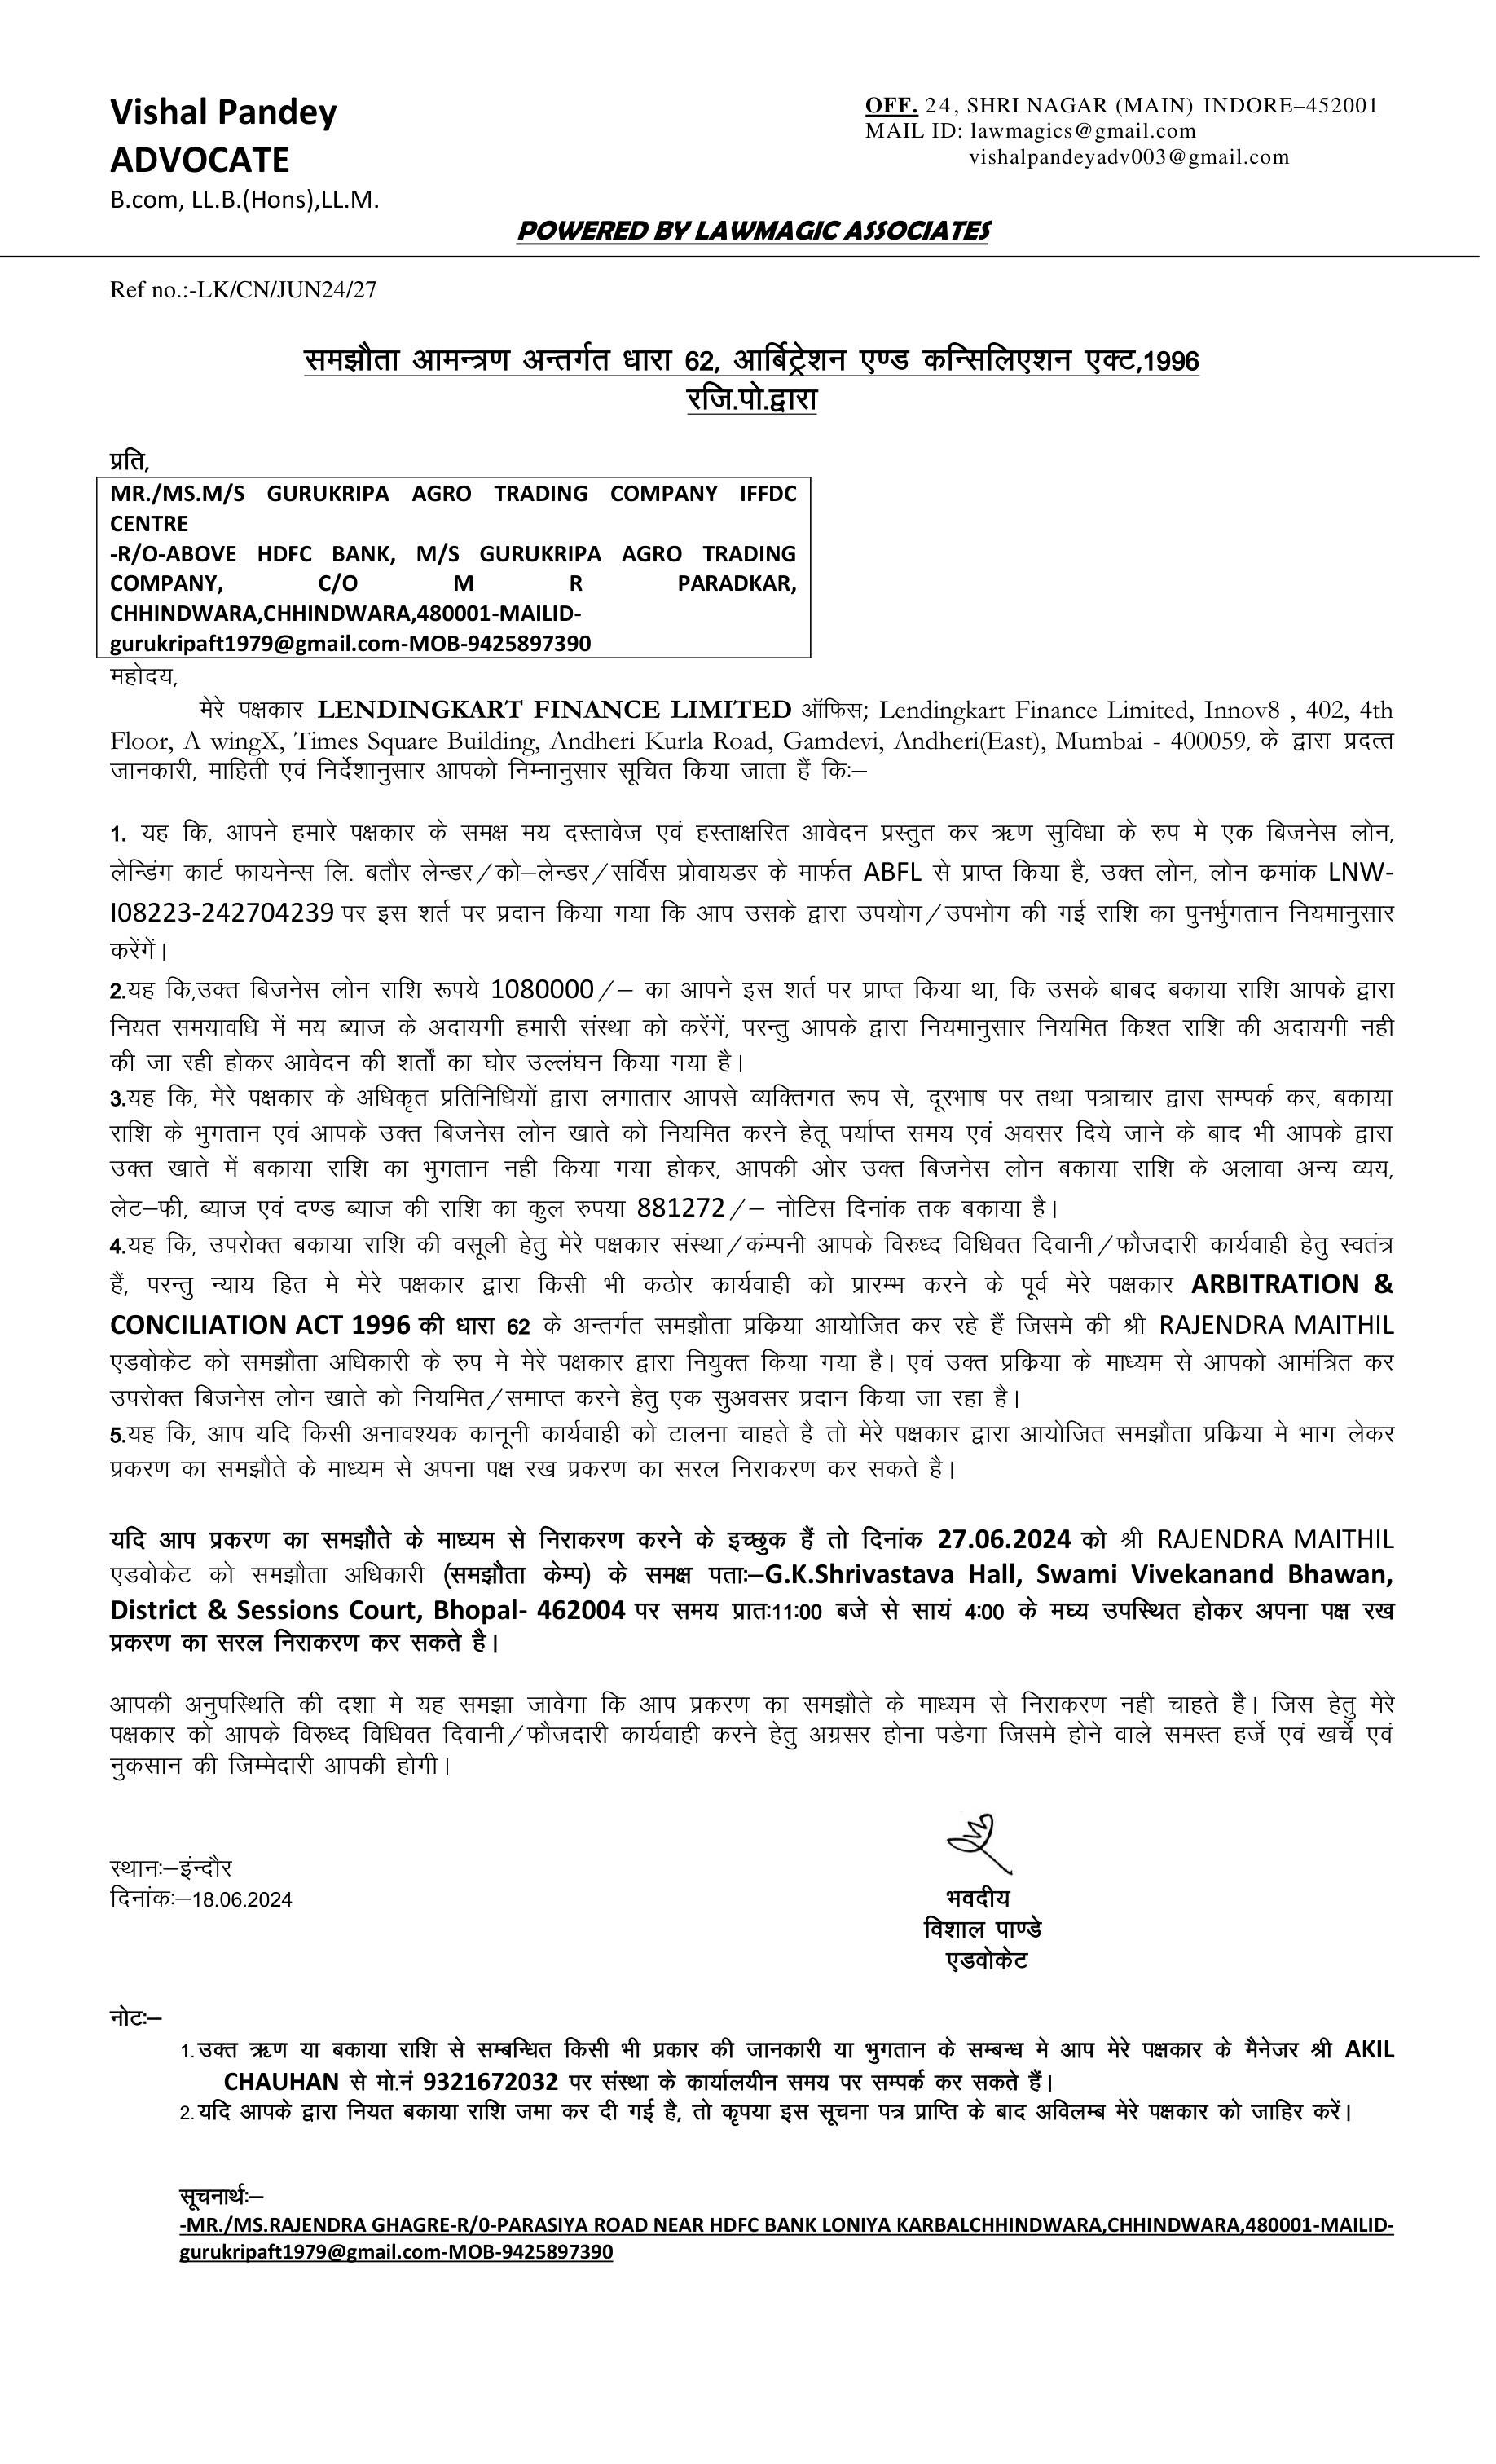 Vishal Pandey
ADVOCATE
B.com, LL.B.(Hons),LL.M.
OFF. 24, SHRI NAGAR (MAIN) INDORE–452001
MAIL ID: lawmagics@gmail.com
vishalpandeyadv003@gmail.com
POWERED BY LAWMAGIC ASSOCIATES
Ref no.:-LK/CN/JUN24/27
समझौता आमन्त्रण अन्तर्गत धारा 62, आर्बिट्रेशन एण्ड कन्सिलिएशन एक्ट,1996
रजि.पो.द्वारा
प्रति,
MR./MS.M/S GURUKRIPA AGRO TRADING COMPANY IFFDC
CENTRE
-R/O-ABOVE HDFC BANK, M/S GURUKRIPA AGRO TRADING
COMPANY, C/O M R PARADKAR,
CHHINDWARA,CHHINDWARA,480001-MAILID-
gurukripaft1979@gmail.com-MOB-9425897390
महोदय,
मेरे पक्षकार LENDINGKART FINANCE LIMITED ऑफिस; Lendingkart Finance Limited, Innov8 , 402, 4th
Floor, A wingX, Times Square Building, Andheri Kurla Road, Gamdevi, Andheri(East), Mumbai - 400059, के द्वारा प्रदत्त
जानकारी, माहिती एवं निर्देशानुसार आपको निम्नानुसार सूचित किया जाता हैं किः–
1. यह कि, आपने हमारे पक्षकार के समक्ष मय दस्तावेज एवं हस्ताक्षरित आवेदन प्रस्तुत कर ऋण सुविधा के रुप मे एक बिजनेस लोन,
लेन्डिंग कार्ट फायनेन्स लि. बतौर लेन्डर/को–लेन्डर/सर्विस प्रोवायडर के मार्फत ABFL से प्राप्त किया है, उक्त लोन, लोन क्रमांक LNW-
I08223-242704239 पर इस शर्त पर प्रदान किया गया कि आप उसके द्वारा उपयोग/उपभोग की गई राशि का पुनर्भुगतान नियमानुसार
करेंगें।
2.यह कि,उक्त बिजनेस लोन राशि रूपये 1080000/– का आपने इस शर्त पर प्राप्त किया था, कि उसके बाबद बकाया राशि आपके द्वारा
नियत समयावधि में मय ब्याज के अदायगी हमारी संस्था को करेंगें, परन्तु आपके द्वारा नियमानुसार नियमित किश्त राशि की अदायगी नही
की जा रही होकर आवेदन की शर्तों का घोर उल्लंघन किया गया है।
3.यह कि, मेरे पक्षकार के अधिकृत प्रतिनिधियों द्वारा लगातार आपसे व्यक्तिगत रूप से, दूरभाष पर तथा पत्राचार द्वारा सम्पर्क कर, बकाया
राशि के भुगतान एवं आपके उक्त बिजनेस लोन खाते को नियमित करने हेतू पर्याप्त समय एवं अवसर दिये जाने के बाद भी आपके द्वारा
उक्त खाते में बकाया राशि का भुगतान नही किया गया होकर, आपकी ओर उक्त बिजनेस लोन बकाया राशि के अलावा अन्य व्यय,
लेट–फी, ब्याज एवं दण्ड ब्याज की राशि का कुल रुपया 881272/– नोटिस दिनांक तक बकाया है।
4.यह कि, उपरोक्त बकाया राशि की वसूली हेतु मेरे पक्षकार संस्था/कंम्पनी आपके विरुध्द विधिवत दिवानी/फौजदारी कार्यवाही हेतु स्वतंत्र
हैं, परन्तु न्याय हित मे मेरे पक्षकार द्वारा किसी भी कठोर कार्यवाही को प्रारम्भ करने के पूर्व मेरे पक्षकार ARBITRATION &
CONCILIATION ACT 1996 की धारा 62 के अन्तर्गत समझौता प्रक्रिया आयोजित कर रहे हैं जिसमे की श्री RAJENDRA MAITHIL
एडवोकेट को समझौता अधिकारी के रुप मे मेरे पक्षकार द्वारा नियुक्त किया गया है। एवं उक्त प्रक्रिया के माध्यम से आपको आमंत्रित कर
उपरोक्त बिजनेस लोन खाते को नियमित/समाप्त करने हेतु एक सुअवसर प्रदान किया जा रहा है।
5.यह कि, आप यदि किसी अनावश्यक कानूनी कार्यवाही को टालना चाहते है तो मेरे पक्षकार द्वारा आयोजित समझौता प्रक्रिया मे भाग लेकर
प्रकरण का समझौते के माध्यम से अपना पक्ष रख प्रकरण का सरल निराकरण कर सकते है।
यदि आप प्रकरण का समझौते के माध्यम से निराकरण करने के इच्छुक हैं तो दिनांक 27.06.2024 को श्री RAJENDRA MAITHIL
एडवोकेट को समझौता अधिकारी (समझौता केम्प) के समक्ष पताः–G.K.Shrivastava Hall, Swami Vivekanand Bhawan,
District & Sessions Court, Bhopal- 462004 पर समय प्रातः11:00 बजे से सायं 4:00 के मघ्य उपस्थित होकर अपना पक्ष रख
प्रकरण का सरल निराकरण कर सकते है।
आपकी अनुपस्थिति की दशा मे यह समझा जावेगा कि आप प्रकरण का समझौते के माध्यम से निराकरण नही चाहते है। जिस हेतु मेरे
पक्षकार को आपके विरुध्द विधिवत दिवानी/फौजदारी कार्यवाही करने हेतु अग्रसर होना पडेगा जिसमे होने वाले समस्त हर्जे एवं खर्चे एवं
नुकसान की जिम्मेदारी आपकी होगी।
स्थानः–इंन्दौर
दिनांकः–18.06.2024
भवदीय
विशाल पाण्डे
एडवोकेट
नोटः–
1. उक्त ऋण या बकाया राशि से सम्बन्धित किसी भी प्रकार की जानकारी या भुगतान के सम्बन्ध मे आप मेरे पक्षकार के मैनेजर श्री AKIL
CHAUHAN से मो.नं 9321672032 पर संस्था के कार्यालयीन समय पर सम्पर्क कर सकते हैं।
2. यदि आपके द्वारा नियत बकाया राशि जमा कर दी गई है, तो कृपया इस सूचना पत्र प्राप्ति के बाद अविलम्ब मेरे पक्षकार को जाहिर करें।
सूचनार्थः–
-MR./MS.RAJENDRA GHAGRE-R/0-PARASIYA ROAD NEAR HDFC BANK LONIYA KARBALCHHINDWARA,CHHINDWARA,480001-MAILID-
gurukripaft1979@gmail.com-MOB-9425897390